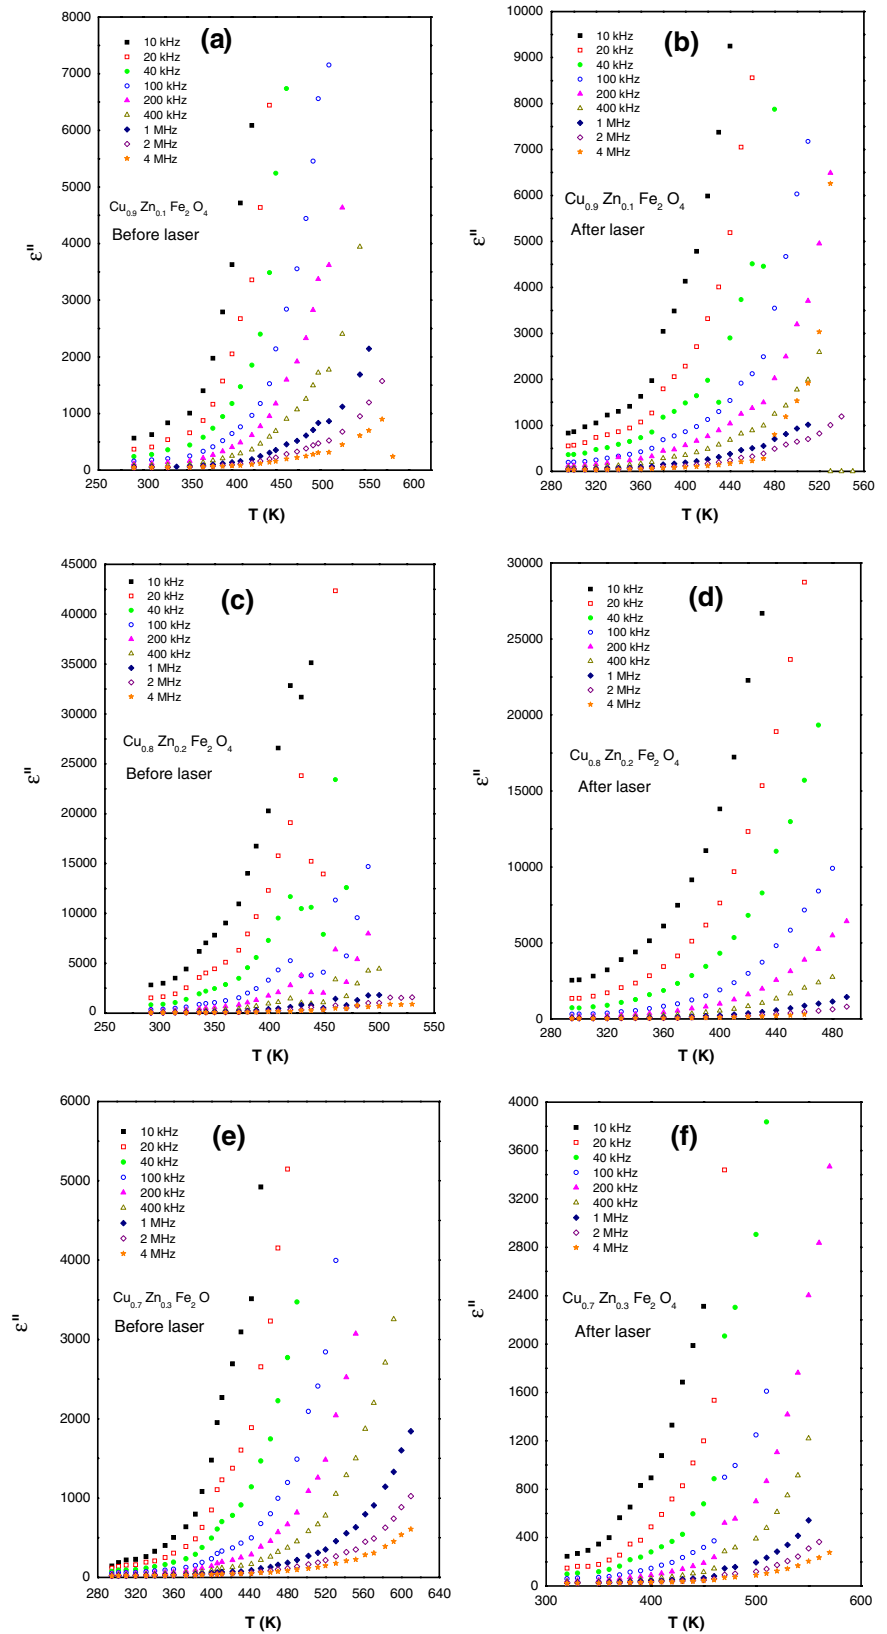 (a)
10 kHz
20 kHz
40 kHz
100 kHz
200 kHz
400 kHz
1 MHz
2 MHz
4 MHz
Cu0.9 Zn0.1 Fe2 O4
Before laser
ε"
8000
7000
6000
5000
4000
3000
2000
1000
0
250 300 350 400 450 500 550 600
T (K)
(b)
10 kHz
20 kHz
40 kHz
100 kHz
200 kHz
400 kHz
1 MHz
2 MHz
4 MHz
Cu0.9 Zn0.1 Fe2 O4
After laser
ε"
10000
9000
8000
7000
6000
5000
4000
3000
2000
1000
0
280 320 360 400 440 480 520 560
T (K)
(c)
10 kHz
20 kHz
40 kHz
100 kHz
200 kHz
400 kHz
1 MHz
2 MHz
4 MHz
Cu0.8 Zn0.2 Fe2 O4
Before laser
ε"
45000
40000
35000
30000
25000
20000
15000
10000
5000
0
250 300 350 400 450 500 550
T (K)
(d)
10 kHz
20 kHz
40 kHz
100 kHz
200 kHz
400 kHz
1 MHz
2 MHz
4 MHz
Cu0.8 Zn0.2 Fe2 O4
After laser
ε"
30000
25000
20000
15000
10000
5000
0
280 320 360 400 440 480
T (K)
(e)
10 kHz
20 kHz
40 kHz
100 kHz
200 kHz
400 kHz
1 MHz
2 MHz
4 MHz
Cu0.7 Zn0.3 Fe2 O
Before laser
ε"
6000
5000
4000
3000
2000
1000
0
280 320 360 400 440 480 520 560 600 640
T (K)
(f)
10 kHz
20 kHz
40 kHz
100 kHz
200 kHz
400 kHz
1 MHz
2 MHz
4 MHz
Cu0.7 Zn0.3 Fe2 O4
After laser
ε"
4000
3600
3200
2800
2400
2000
1600
1200
800
400
0
300 400 500 600
T (K)